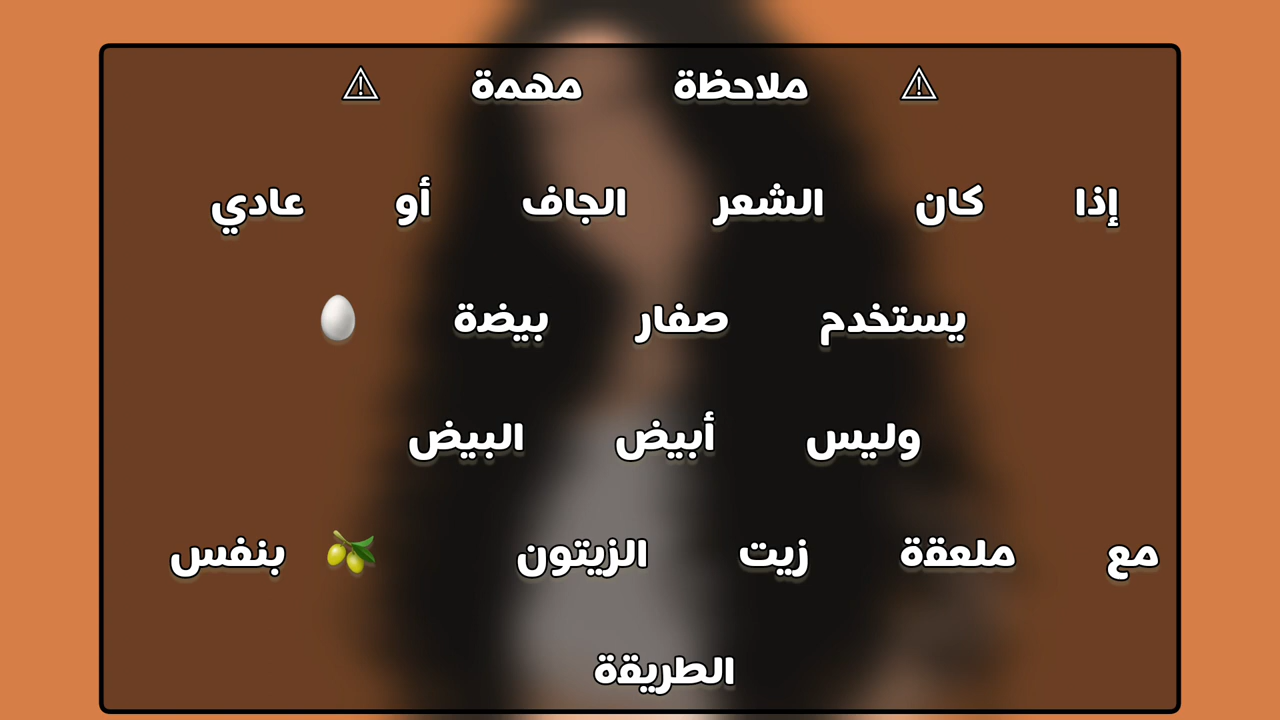 ⚠ ملاحظة مهمة ⚠
إذا كان الشعر الجاف أو عادي
يستخدم صفار بيضة 🥚
وليس أبيض البيض
مع ملعقة زيت الزيتون 🫒 بنفس
الطريقة